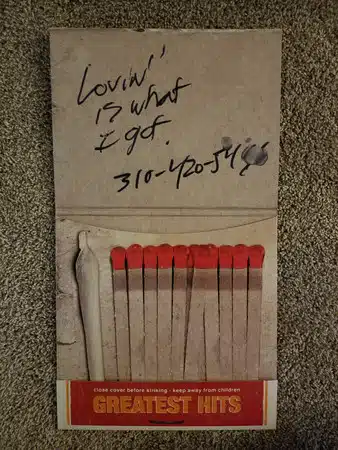 Lovin'
is what
I got.
310-420-54
close cover before striking - keep away from children
GREATEST HITS